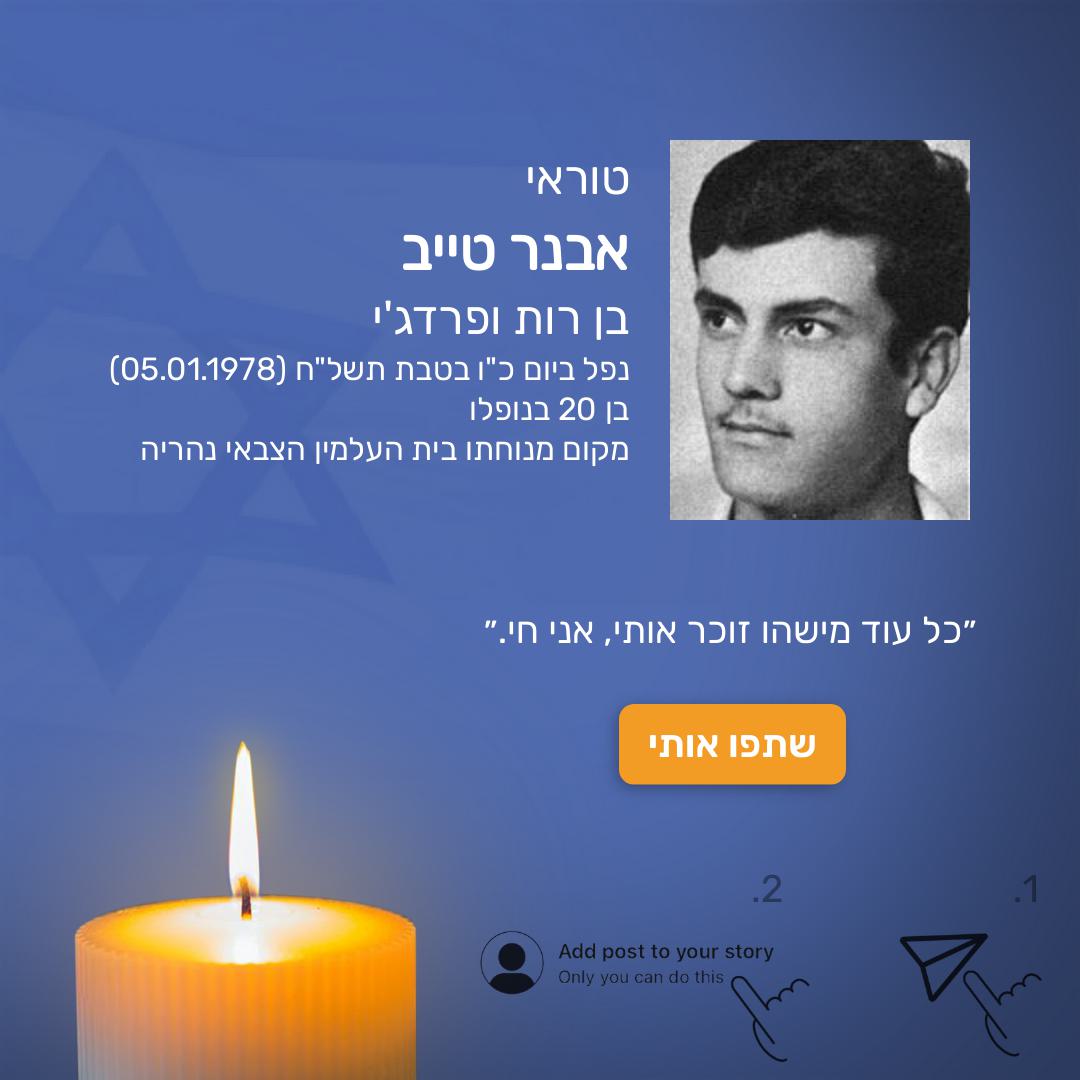 טוראי
אבנר טייב
בן רות ופרדג'י
נפל ביום כ"ו בטבת תשל"ח (05.01.1978)
בן 20 בנופלו
מקום מנוחתו בית העלמין הצבאי נהריה
״כל עוד מישהו זוכר אותי, אני חי.״
שתפו אותי
1.
2.
Add post to your story
Only you can do this